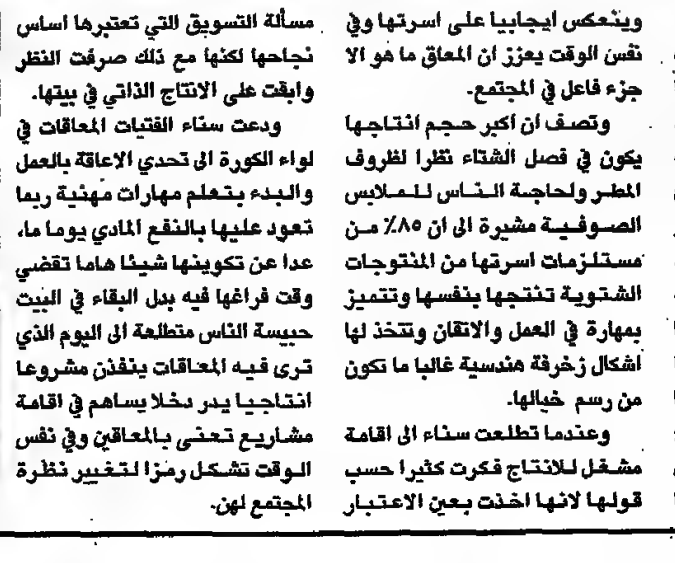 وينعكس ايجابيا على اسرتها وفي
نفس الوقت يعزز ان المعاق ما هو الا
جزء فاعل في المجتمع.
وتصف ان اكبر حجم انتاجها
يكون في فصل الشتاء نظرا لظروف
المطر ولحاجة الناس للملابس
الصوفية مشيرة الى ان ٨٥٪ من
مستلزمات اسرتها من المنتوجات
الشتوية تنتجها بنفسها وتتميز
بمهارة في العمل والاتقان وتتخذ لها
اشكال زخرفة هندسية غالبا ما تكون
من رسم خيالها.
وعندما تطلعت سناء الى اقامة
مشغل للانتاج فكرت كثيرا حسب
قولها لانها اخذت بعين الاعتبار
مسألة التسويق التي تعتبرها اساس
نجاحها لكنها مع ذلك صرفت النظر
وابقت على الانتاج الذاتي في بيتها.
ودعت سناء الفتيات المعاقات في
لواء الكورة الى تحدي الاعاقة بالعمل
والبدء بتعلم مهارات مهنية ربما
تعود عليها بالنفع المادي يوما ما،
عدا عن تكوينها شيئا هاما تقضي
وقت فراغها فيه بدل البقاء في البيت
حبيسة الناس متطلعة الى اليوم الذي
ترى فيه المعاقات ينفذن مشروعا
انتاجيا يدر دخلا يساهم في اقامة
مشاريع تعنى بالمعاقين وفي نفس
الوقت تشكل رمزا لتغيير نظرة
المجتمع لهن.